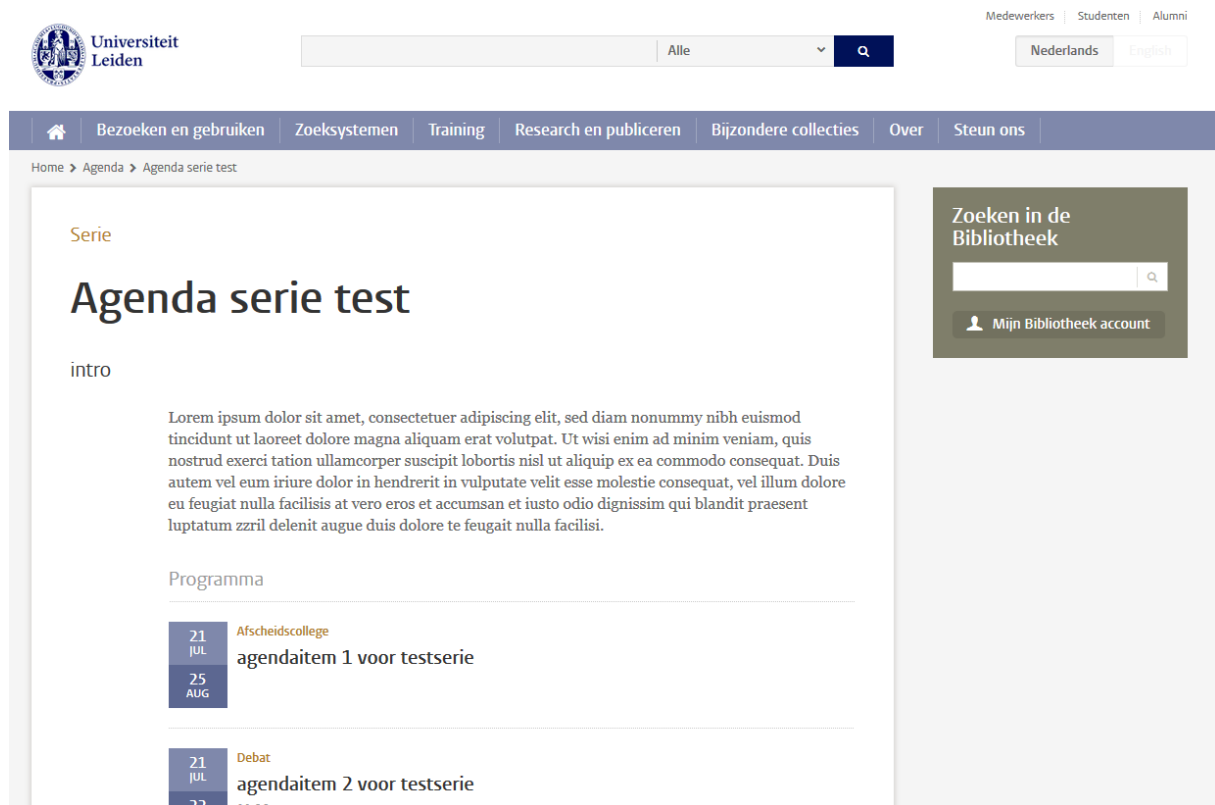 Medewerkers Studenten Alumni
Universiteit
Leiden
Alle
Nederlands English
Bezoeken en gebruiken Zoeksystemen Training Research en publiceren Bijzondere collecties Over Steun ons
Home > Agenda > Agenda serie test
Serie
Agenda serie test
intro
Lorem ipsum dolor sit amet, consectetuer adipiscing elit, sed diam nonummy nibh euismod
tincidunt ut laoreet dolore magna aliquam erat volutpat. Ut wisi enim ad minim veniam, quis
nostrud exerci tation ullamcorper suscipit lobortis nisl ut aliquip ex ea commodo consequat. Duis
autem vel eum iriure dolor in hendrerit in vulputate velit esse molestie consequat, vel illum dolore
eu feugiat nulla facilisis at vero eros et accumsan et iusto odio dignissim qui blandit praesent
luptatum zzril delenit augue duis dolore te feugait nulla facilisi.
Programma
21
JUL
25
AUG
Afscheidscollege
agendaitem 1 voor testserie
21
JUL
Debat
agendaitem 2 voor testserie
Zoeken in de
Bibliotheek
Mijn Bibliotheek account